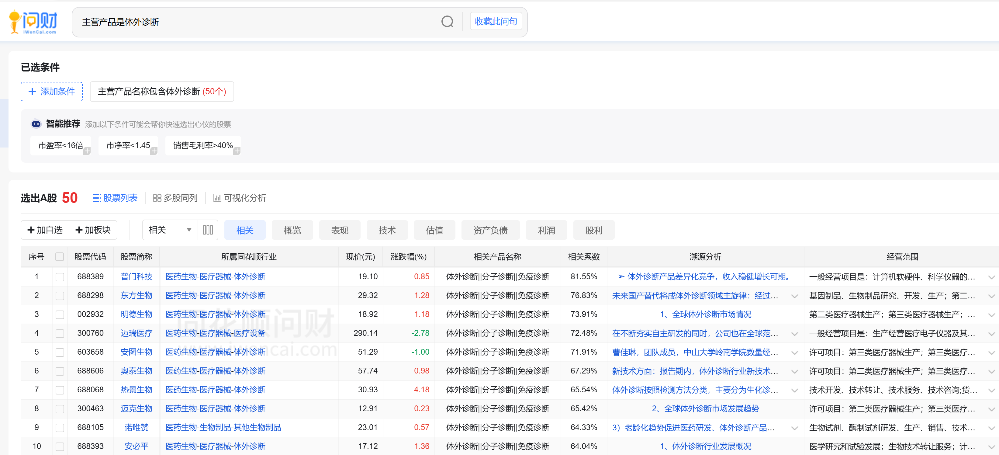 问财
iWenCai.com
主营产品是体外诊断
收藏此问句
已选条件
添加条件
主营产品名称包含体外诊断 (50个)
智能推荐 添加以下条件可能会帮你快速选出心仪的股票
市盈率<16倍 市净率<1.45 销售毛利率>40%
选出A股 50 股票列表 多股同列 可视化分析
加自选 加板块 相关 相关 概览 表现 技术 估值 资产负债 利润 股利
序号 股票代码 股票简称 所属同花顺行业 现价(元) 涨跌幅(%) 相关产品名称 相关系数 溯源分析 经营范围
1 688389 普门科技 医药生物-医疗器械-体外诊断 19.10 0.85 体外诊断||分子诊断||免疫诊断 81.55% ➢ 体外诊断产品差异化竞争，收入稳健增长可期。 一般经营项目是：计算机软硬件、科学仪器的...
2 688298 东方生物 医药生物-医疗器械-体外诊断 29.32 1.28 体外诊断||分子诊断||免疫诊断 76.83% 未来国产替代将成体外诊断领域主旋律：经过... 基因制品、生物制品研究、开发、生产；第二...
3 002932 明德生物 医药生物-医疗器械-体外诊断 18.92 1.18 体外诊断||分子诊断||免疫诊断 73.91% 1、全球体外诊断市场情况 第二类医疗器械生产；第三类医疗器械生产；...
4 300760 迈瑞医疗 医药生物-医疗器械-医疗设备 290.14 -2.78 体外诊断||分子诊断||免疫诊断 72.48% 在不断夯实自主研发的同时，公司也在全球范... 一般经营项目是：生产经营医疗电子仪器及其...
5 603658 安图生物 医药生物-医疗器械-体外诊断 51.29 -1.00 体外诊断||分子诊断||免疫诊断 71.91% 曹佳琳，团队成员，中山大学岭南学院数量经... 许可项目：第三类医疗器械生产；第三类医疗...
6 688606 奥泰生物 医药生物-医疗器械-体外诊断 57.74 0.98 体外诊断||分子诊断||免疫诊断 67.29% 新技术方面：报告期内，体外诊断行业新技术... 许可项目：第二类医疗器械生产；第三类医疗...
7 688068 热景生物 医药生物-医疗器械-体外诊断 30.93 4.18 体外诊断||分子诊断||免疫诊断 65.54% 体外诊断按照检测方法分类，主要分为生化诊... 技术开发、技术转让、技术服务、技术咨询;货...
8 300463 迈克生物 医药生物-医疗器械-体外诊断 12.91 0.23 体外诊断||分子诊断||免疫诊断 65.42% 2、全球体外诊断市场发展趋势 许可项目：第二类医疗器械生产；第三类医疗...
9 688105 诺唯赞 医药生物-生物制品-其他生物制品 23.01 0.57 体外诊断||分子诊断||免疫诊断 64.33% 3）老龄化趋势促进医药研发、体外诊断产品... 生物试剂、酶制试剂研发、生产、销售、技术...
10 688393 安必平 医药生物-医疗器械-体外诊断 17.12 1.36 体外诊断||分子诊断||免疫诊断 64.04% 1、体外诊断行业发展概况 医学研究和试验发展；生物技术转让服务；计...
同花顺问财
www.iwencai.com